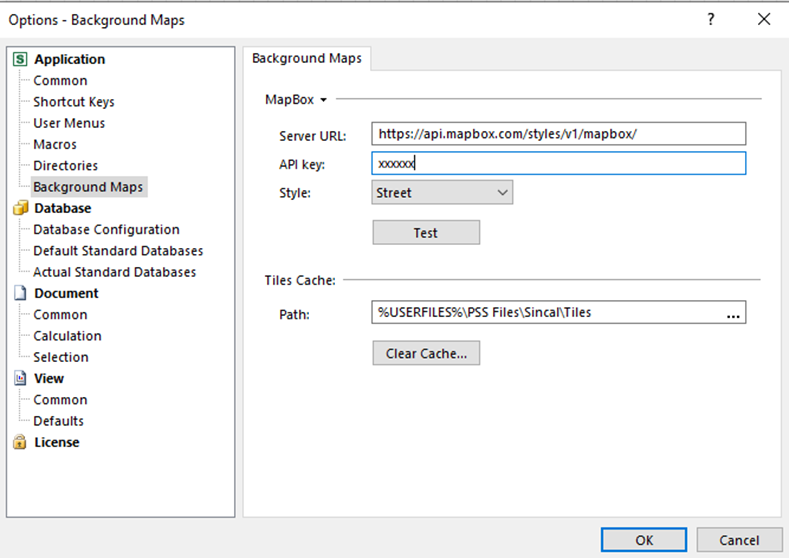 Options - Background Maps
?
Application
Common
Shortcut Keys
User Menus
Macros
Directories
Background Maps
Database
Database Configuration
Default Standard Databases
Actual Standard Databases
Document
Common
Calculation
Selection
View
Common
Defaults
License
Background Maps
MapBox
Server URL: https://api.mapbox.com/styles/v1/mapbox/
API key: xxxxxx
Style: Street
Test
Tiles Cache:
Path: %USERFILES%\PSS Files\Sincal\Tiles ...
Clear Cache...
OK Cancel